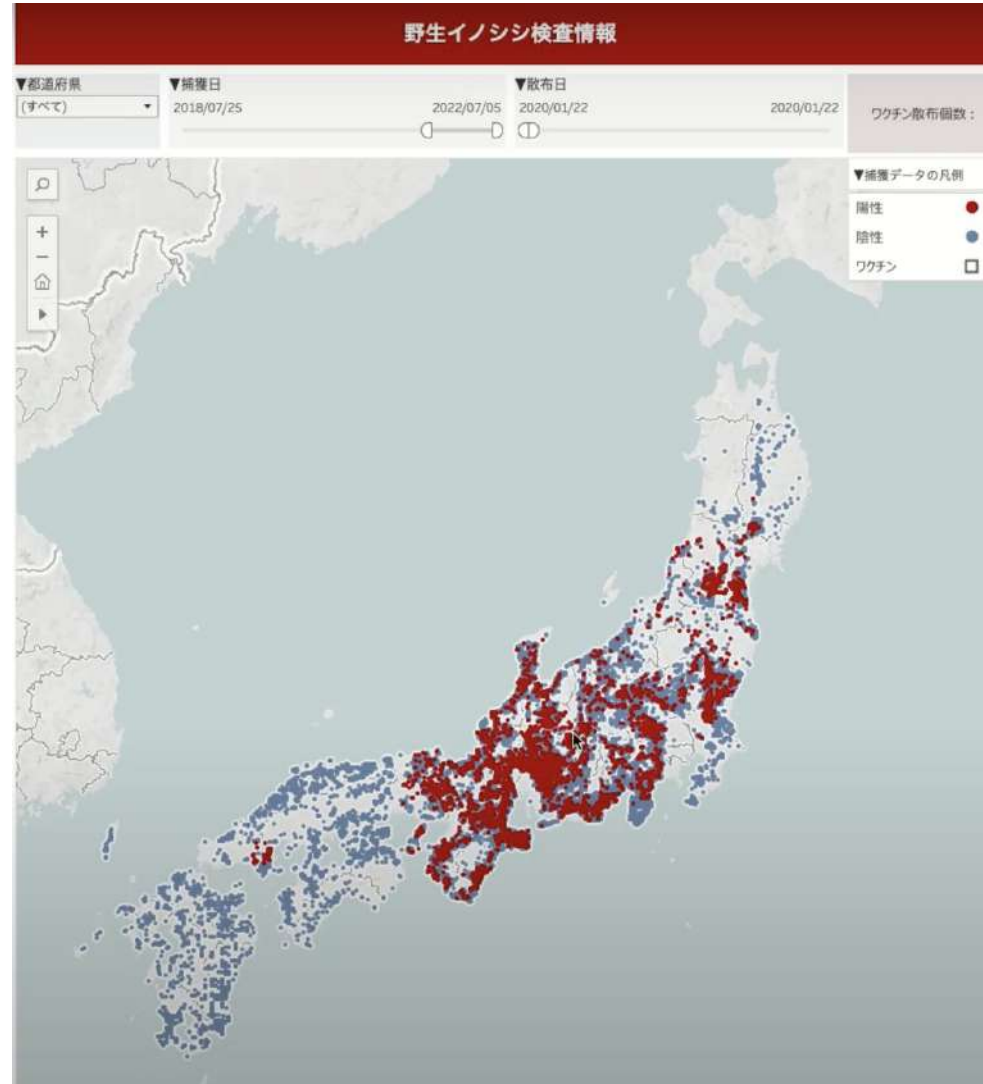 野生イノシシ検査情報
▼都道府県
(すべて)
▼捕獲日
2018/07/25 2022/07/05
▼散布日
2020/01/22 2020/01/22
ワクチン散布個数：
▼捕獲データの凡例
陽性
陰性
ワクチン